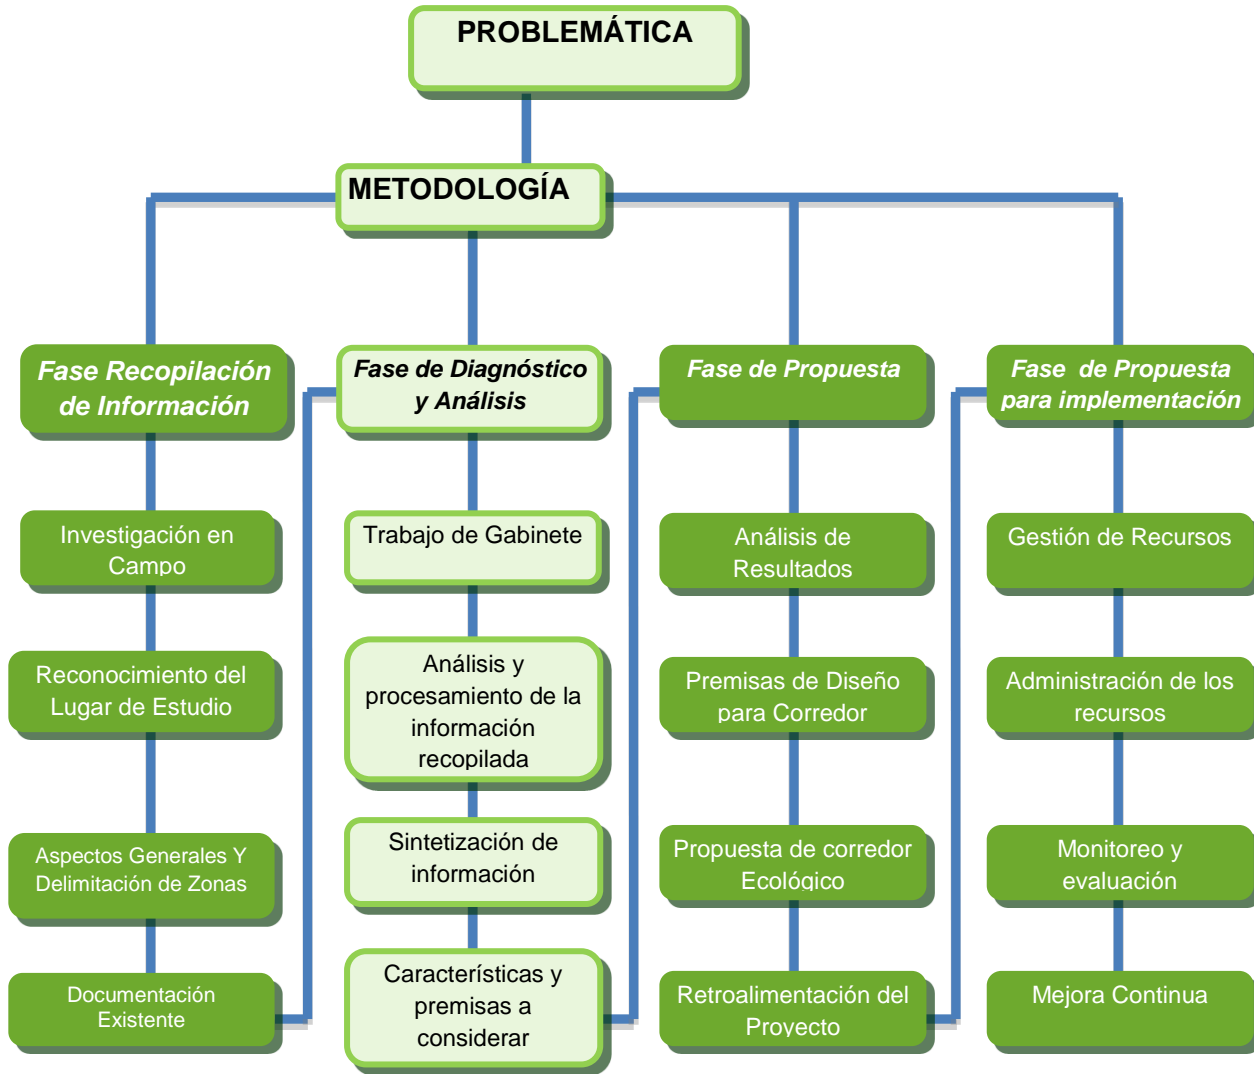 PROBLEMÁTICA
METODOLOGÍA
Fase Recopilación
de Información
Investigación en
Campo
Reconocimiento del
Lugar de Estudio
Aspectos Generales Y
Delimitación de Zonas
Documentación
Existente
Fase de Diagnóstico
y Análisis
Trabajo de Gabinete
Análisis y
procesamiento de la
información
recopilada
Sintetización de
información
Característicias y
premisas a
considerar
Fase de Propuesta
Análisis de
Resultados
Premisas de Diseño
para Corredor
Propuesta de corredor
Ecológico
Retroalimentación del
Proyecto
Fase  de Propuesta
para implementación
Gestión de Recursos
Administración de los
recursos
Monitoreo y
evaluación
Mejora Continua